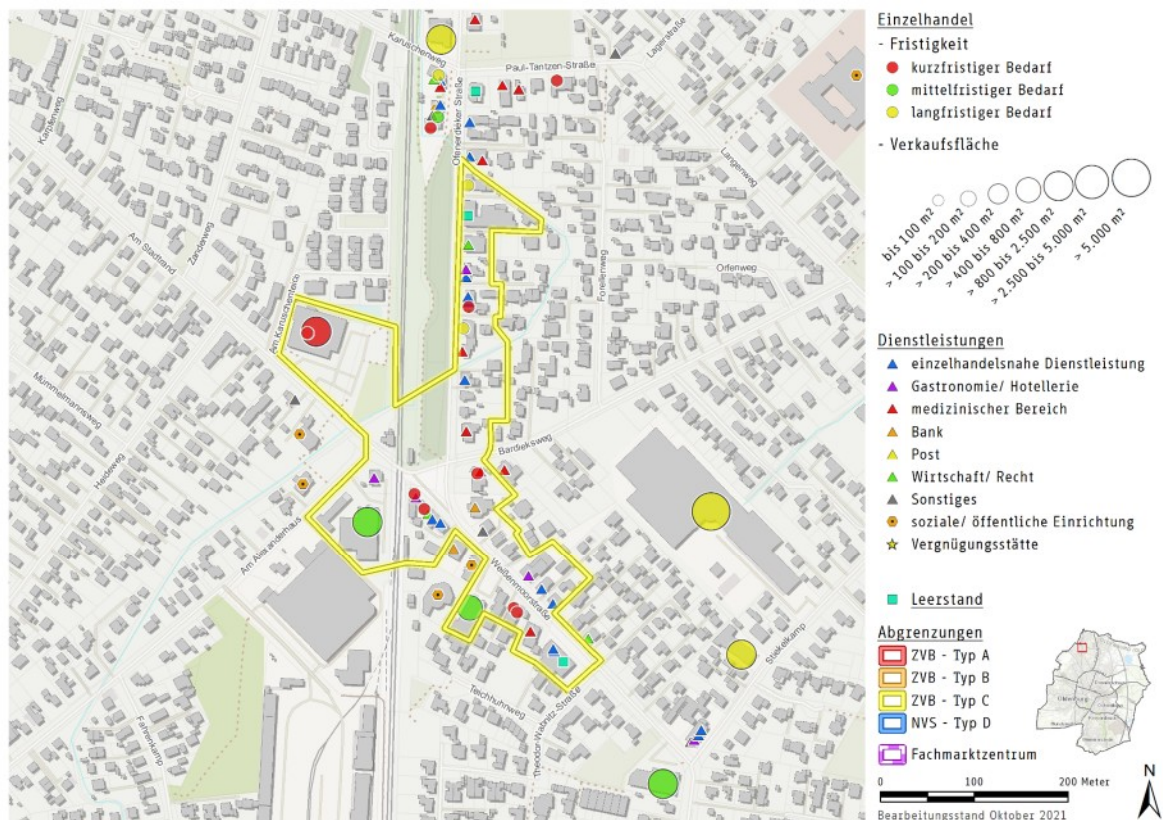 Karuschenweg
Lagerstraße
Paul-Tantzen-Straße
Karpfenweg
Ofenerdieker Straße
Langenweg
Zanderweg
Am Stadtrand
Forellenweg
Orfenweg
Am Karuschenteich
Mümmelmannsweg
Heideweg
Bardieksweg
Am Alexanderhaus
Weißenmoorstraße
Stiekelkamp
Teichhuhnweg
Theodor-Wabnitz-Straße
Fahrenkamp
Einzelhandel
- Fristigkeit
kurzfristiger Bedarf
mittelfristiger Bedarf
langfristiger Bedarf
- Verkaufsfläche
bis 100 m²
> 100 bis 200 m²
> 200 bis 400 m²
> 400 bis 800 m²
> 800 bis 2.500 m²
> 2.500 bis 5.000 m²
> 5.000 m²
Dienstleistungen
einzelhandelsnahe Dienstleistung
Gastronomie/ Hotellerie
medizinischer Bereich
Bank
Post
Wirtschaft/ Recht
Sonstiges
soziale/ öffentliche Einrichtung
Vergnügungsstätte
Leerstand
Abgrenzungen
ZVB - Typ A
ZVB - Typ B
ZVB - Typ C
NVS - Typ D
Fachmarktzentrum
0 100 200 Meter
N
Bearbeitungsstand Oktober 2021